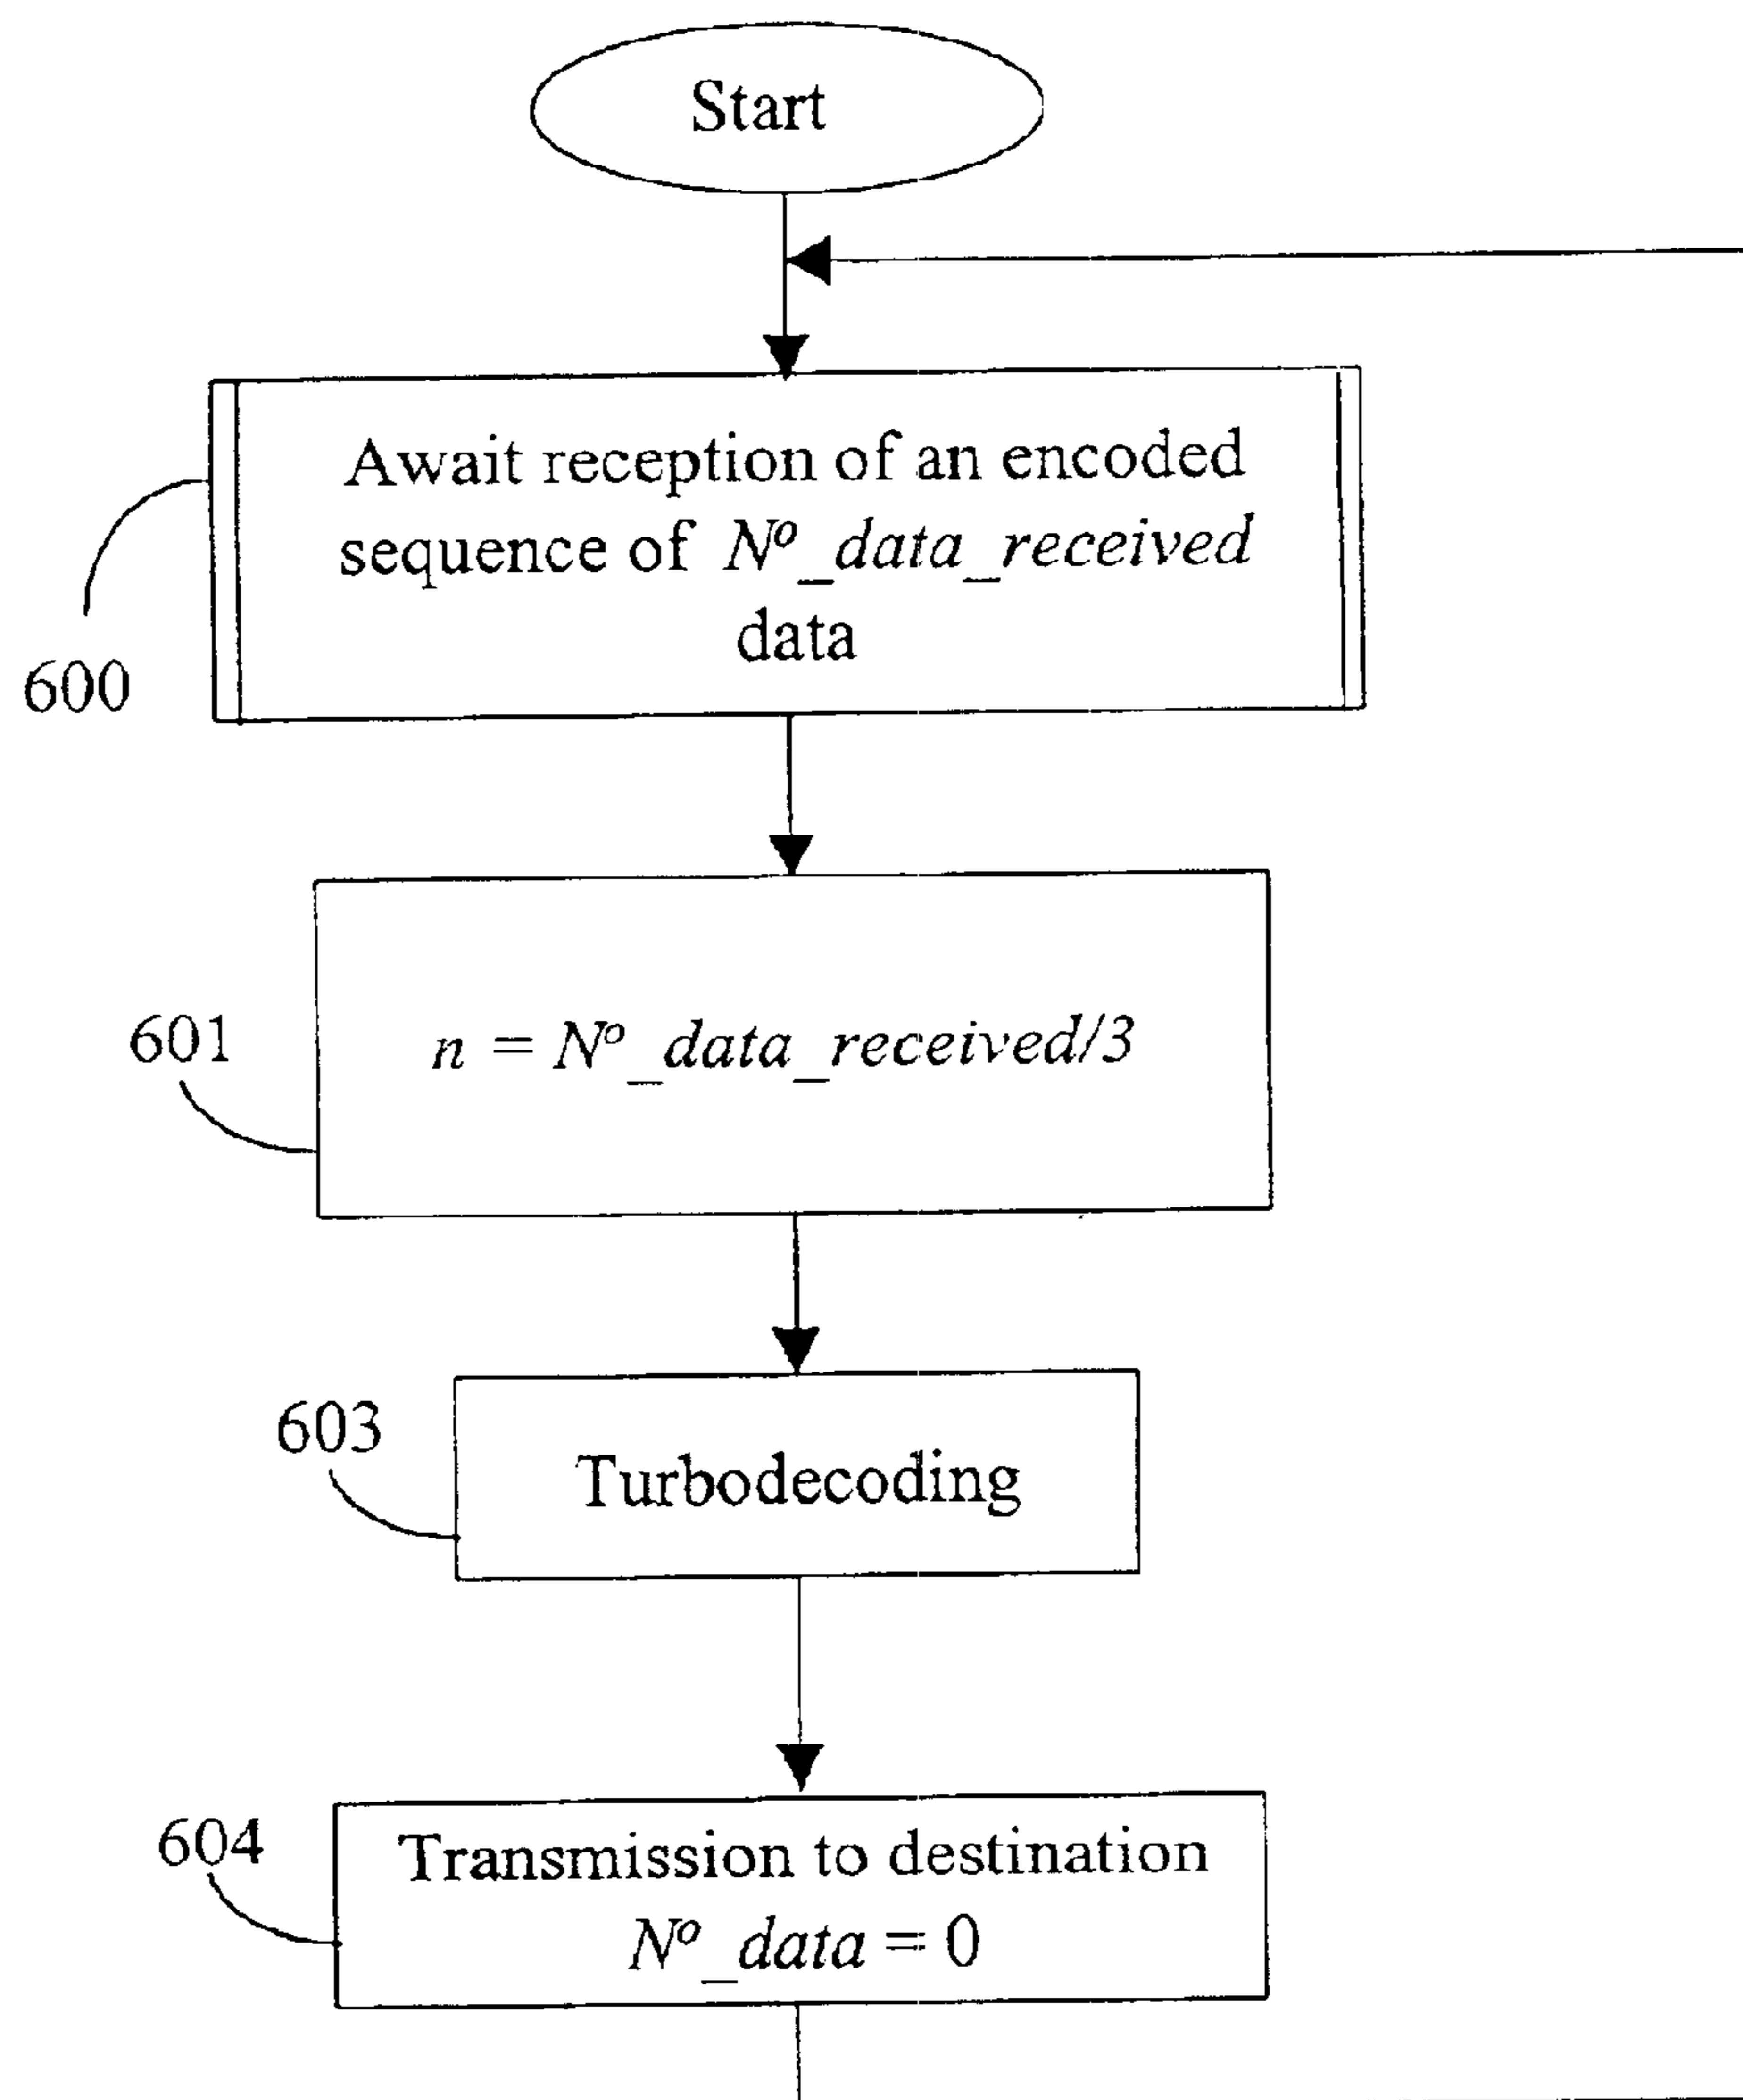 Start
Await reception of an encoded
sequence of Nº_data_received
data
600
n = Nº_data_received/3
601
Turbodecoding
603
Transmission to destination
Nº_data = 0
604